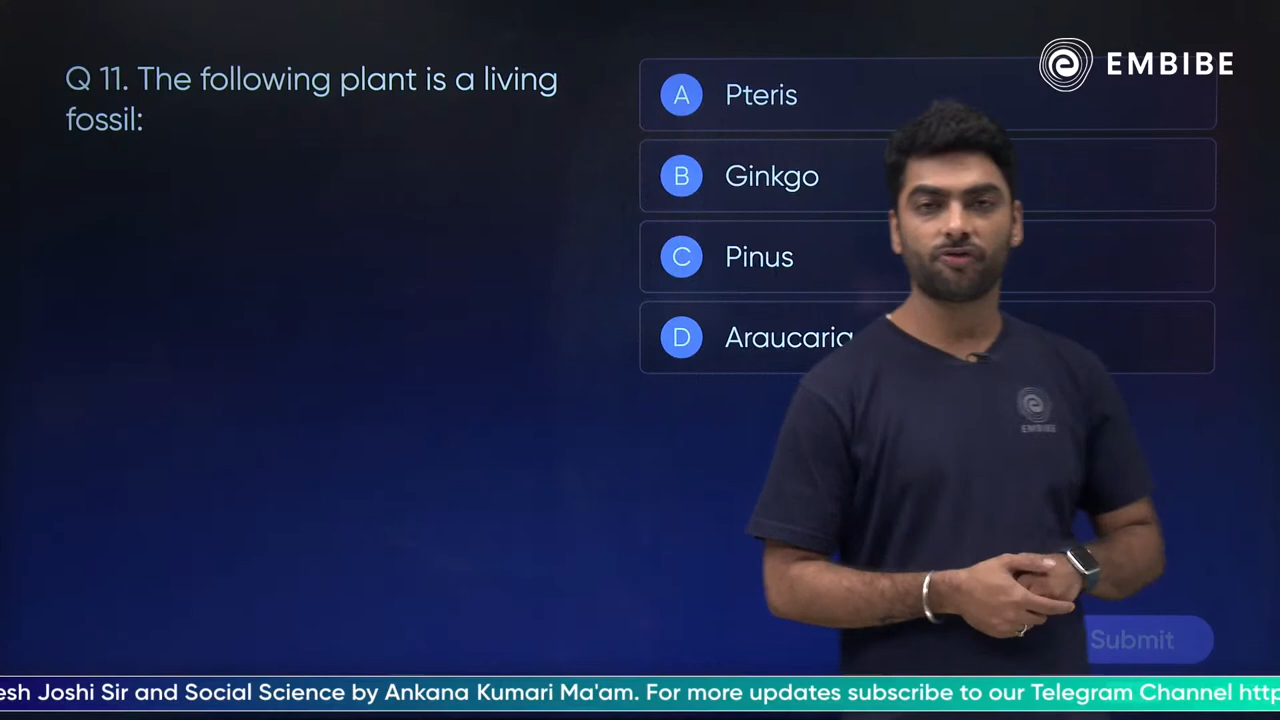 EMBIBE
Q 11. The following plant is a living
fossil:
A Pteris
B Ginkgo
C Pinus
D Araucaria
EMBIBE
Submit
esh Joshi Sir and Social Science by Ankana Kumari Ma'am. For more updates subscribe to our Telegram Channel http